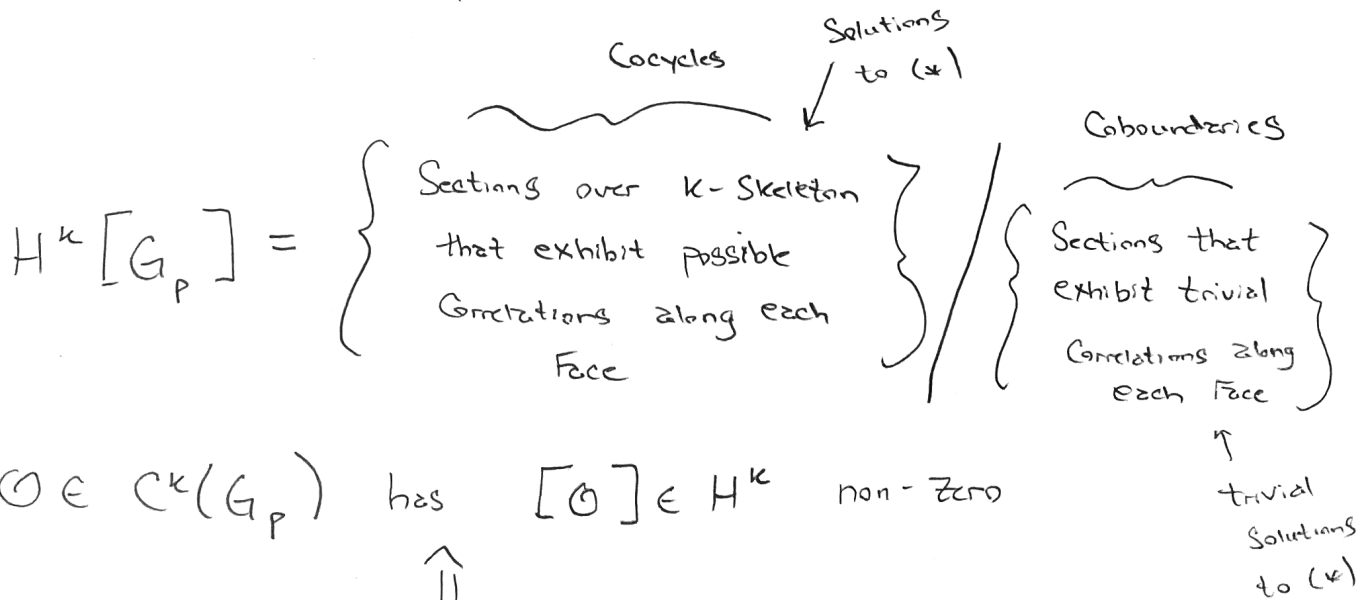 Cocycles
Solutions
to (*)
Coboundaries
H^k [G_p] = { Sections over k-Skeleton
that exhibit possible
Correlations along each
Face } / { Sections that
exhibit trivial
Correlations along
each Face }
↑
trivial
Solutions
to (*)
O ∈ C^k(G_p) has [O] ∈ H^k non-Zero
⇑